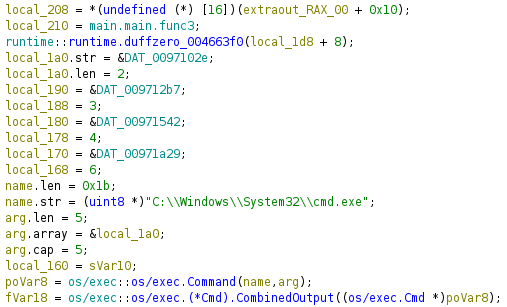 local_208 = *(undefined (*) [16])(extraout_RAX_00 + 0x10);
local_210 = main.main.func3;
runtime::runtime.duffzero_004663f0(local_1d8 + 8);
local_1a0.str = &DAT_0097102e;
local_1a0.len = 2;
local_190 = &DAT_009712b7;
local_188 = 3;
local_180 = &DAT_00971542;
local_178 = 4;
local_170 = &DAT_00971a29;
local_168 = 6;
name.len = 0x1b;
name.str = (uint8 *)"C:\\Windows\\System32\\cmd.exe";
arg.len = 5;
arg.array = &local_1a0;
arg.cap = 5;
local_160 = sVar10;
poVar8 = os/exec::os/exec.Command(name,arg);
fVar18 = os/exec::os/exec.(*Cmd).CombinedOutput((os/exec.Cmd *)poVar8);